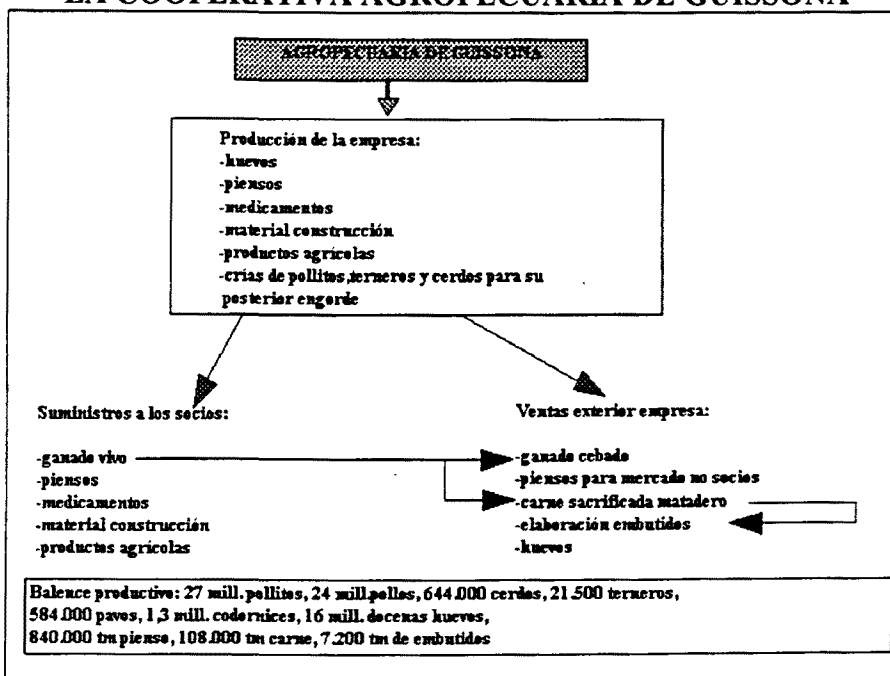 LA COOPERATIVA AGROPECUARIA DE GUISSONA
AGROPECUARIA DE GUISSONA
Producción de la empresa:
-huevos
-piensos
-medicamentos
-material construcción
-productos agrícolas
-crías de pollitos,terneros y cerdos para su
posterior engorde
Suministros a los socios:
-ganado vivo
-piensos
-medicamentos
-material construcción
-productos agrícolas
Ventas exterior empresa:
-ganado cebado
-piensos para mercado no socios
-carne sacrificada matadero
-elaboración embutidos
-huevos
Balance productivo: 27 mill. pollitos, 24 mill.pollos, 644.000 cerdos, 21.500 terneros,
584.000 pavos, 1,3 mill. codornices, 16 mill. docenas huevos,
840.000 tm pienso, 108.000 tm carne, 7.200 tm de embutidos